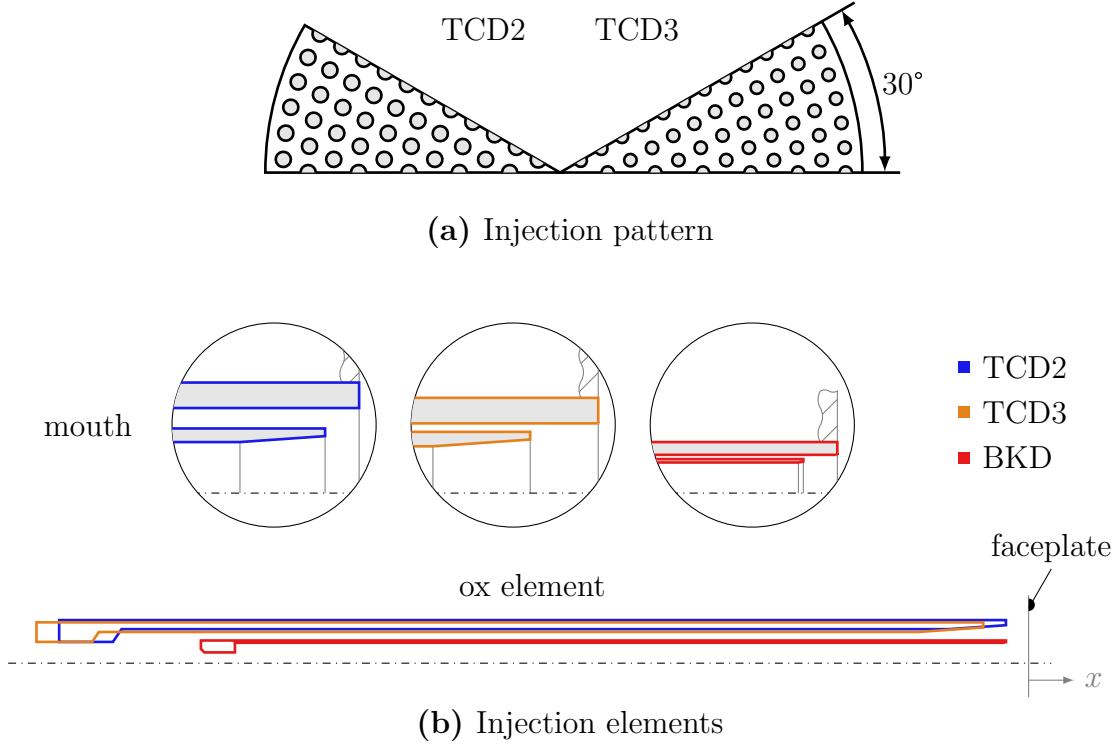 TCD2
TCD3
30°
(a) Injection pattern
mouth
TCD2
TCD3
BKD
faceplate
ox element
x
(b) Injection elements